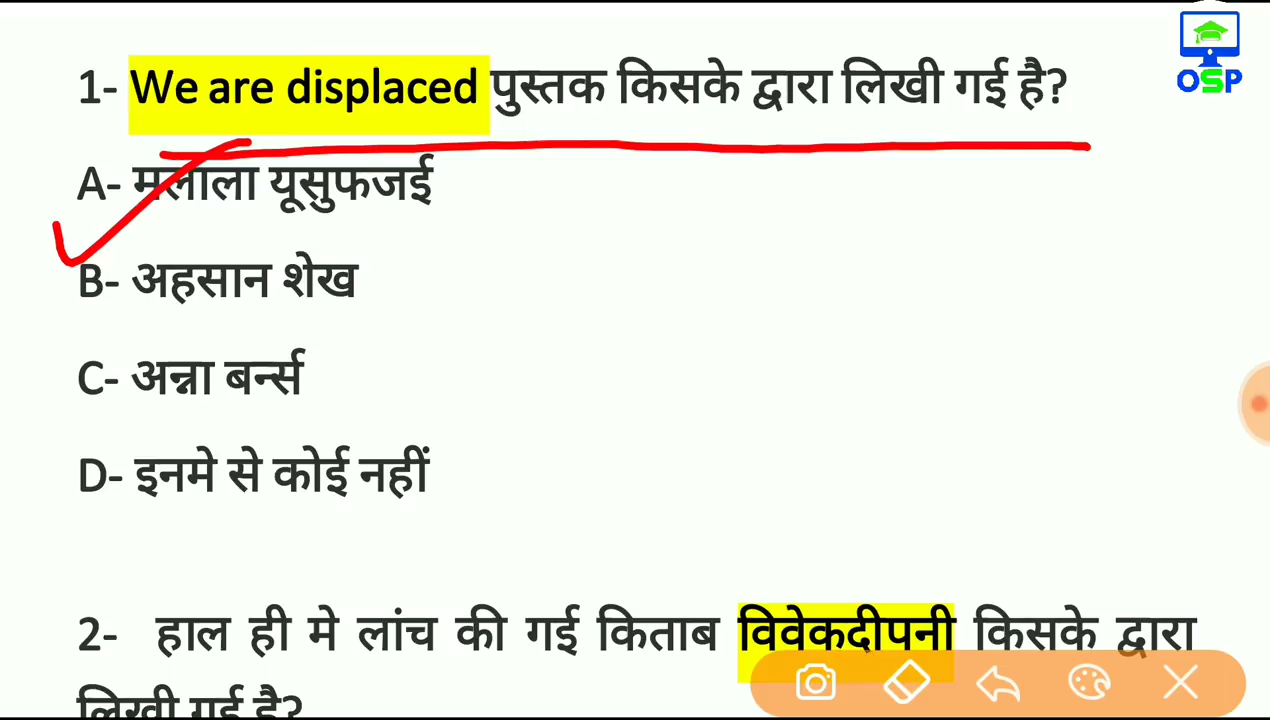 OSP
1- We are displaced पुस्तक किसके द्वारा लिखी गई है?
A- मलाला यूसुफजई
B- अहसान शेख
C- अन्ना बर्न्स
D- इनमे से कोई नहीं
2- हाल ही मे लांच की गई किताब विवेकदीपनी किसके द्वारा
लिखी गई है?